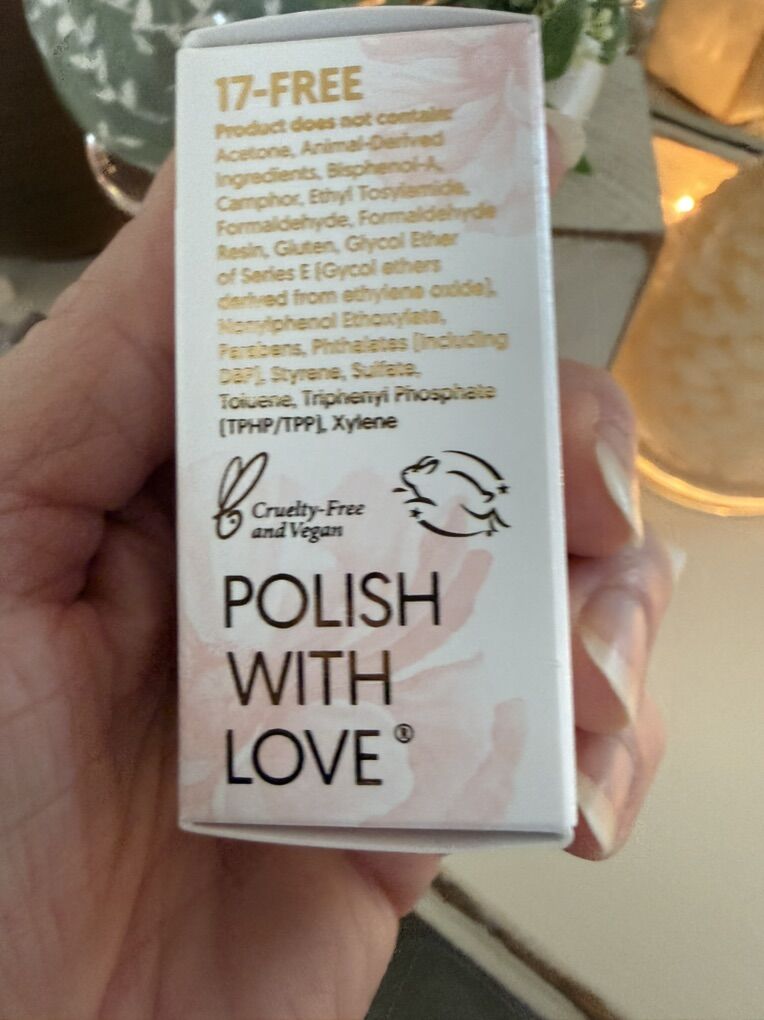 17-FREE
Product does not contain:
Acetone, Animal-Derived
Ingredients, Bisphenol-A,
Camphor, Ethyl Tosylamide,
Formaldehyde, Formaldehyde
Resin, Gluten, Glycol Ether
of Series E [Gycol ethers
derived from ethylene oxide],
Nonylphenol Ethoxylate,
Parabens, Phthalates [including
DBP], Styrene, Sulfate,
Toluene, Triphenyl Phosphate
[TPHP/TPP], Xylene
Cruelty-Free
and Vegan
POLISH
WITH
LOVE®